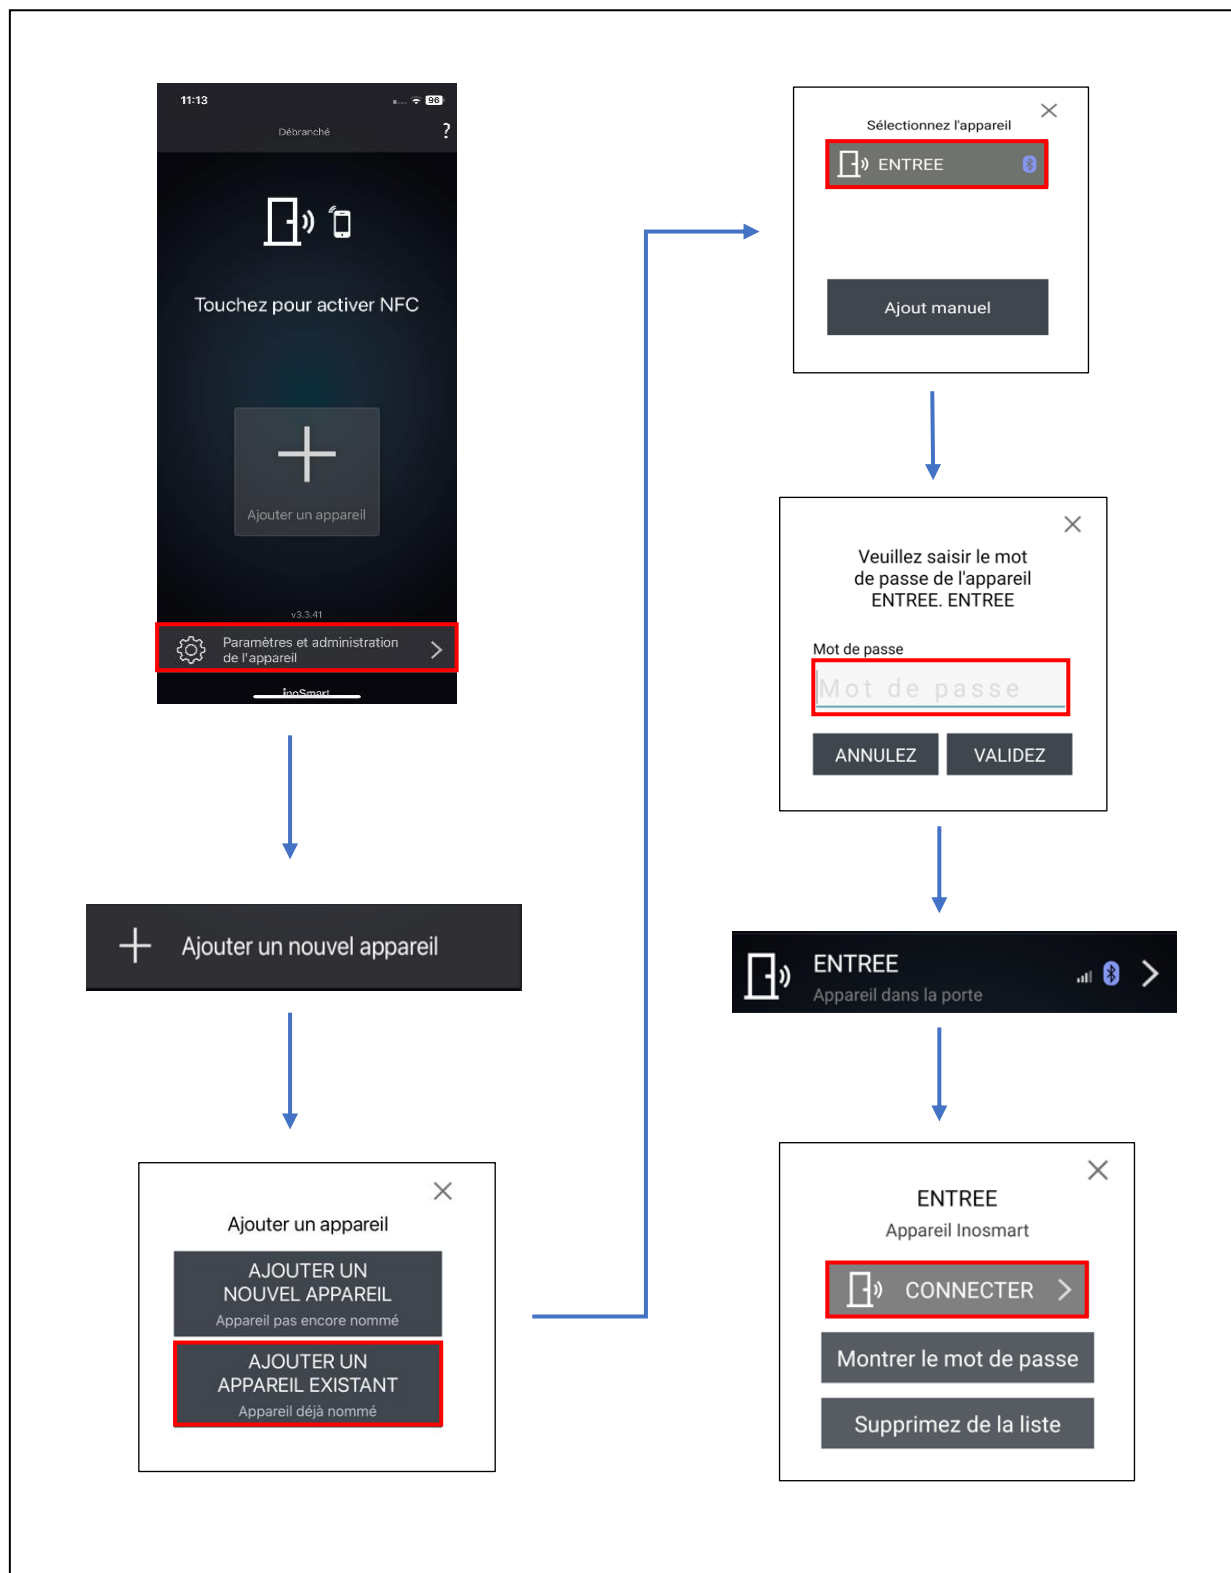 11:13
96
Débranché
?
Touchez pour activer NFC
Ajouter un appareil
v3.3.41
Paramètres et administration
de l'appareil
inoSmart
Ajouter un nouvel appareil
Ajouter un appareil
AJOUTER UN
NOUVEL APPAREIL
Appareil pas encore nommé
AJOUTER UN
APPAREIL EXISTANT
Appareil déjà nommé
Sélectionnez l'appareil
ENTREE
Ajout manuel
Veuillez saisir le mot
de passe de l'appareil
ENTREE. ENTREE
Mot de passe
Mot de passe
ANNULEZ VALIDEZ
ENTREE
Appareil dans la porte
ENTREE
Appareil Inosmart
CONNECTER
Montrer le mot de passe
Supprimez de la liste